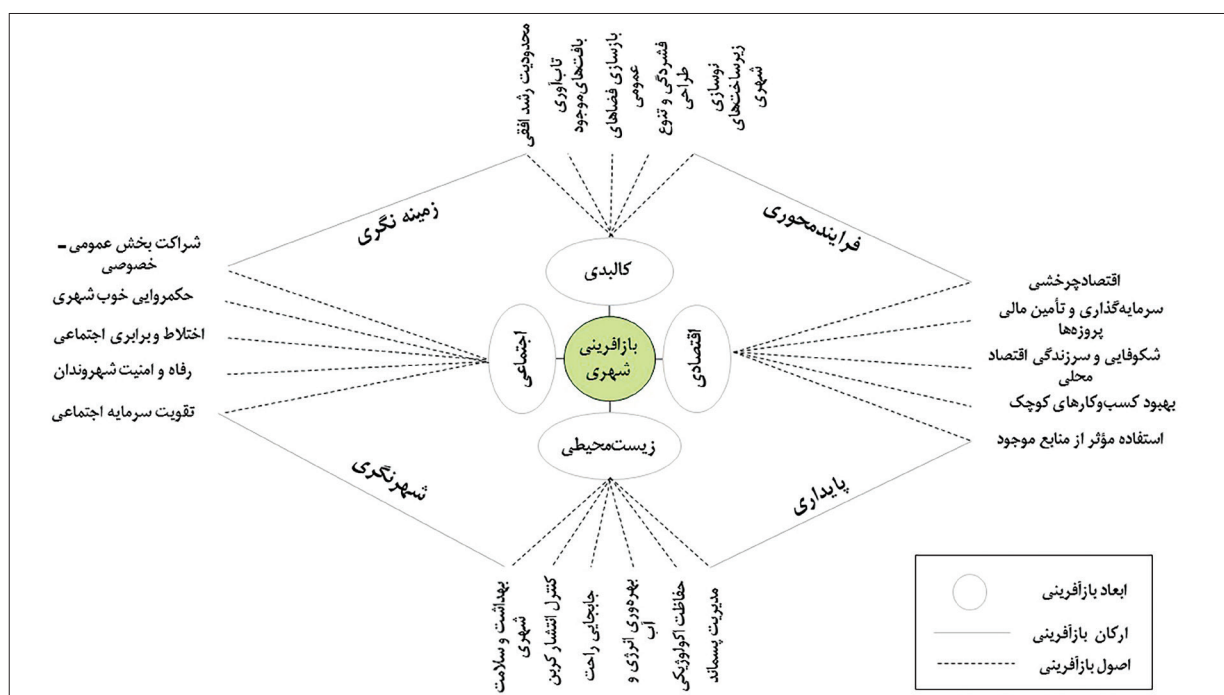 محدودیت رشد افقی
تاب‌آوری
بافت‌های موجود
بازسازی فضاهای
عمومی
فشردگی و تنوع
طراحی
نوسازی
زیرساخت‌های
شهری
زمینه نگری
فرایندمحوری
شراکت بخش عمومی -
خصوصی
حکمروایی خوب شهری
اختلاط و برابری اجتماعی
رفاه و امنیت شهروندان
تقویت سرمایه اجتماعی
کالبدی
اجتماعی
بازافرینی
شهری
اقتصادی
زیست‌محیطی
اقتصادچرخشی
سرمایه‌گذاری و تأمین مالی
پروزه‌ها
شکوفایی و سرزندگی اقتصاد
محلی
بهبود کسب‌وکارهای کوچک
استفاده مؤثر از منابع موجود
شهرنگری
پایداری
بهداشت و سلامت
شهری
کنترل انتشار کربن
جابجایی راحت
بهره‌وری انرژی و
آب
حفاظت اکولوژیکی
مدیریت پسماند
ابعاد بازآفرینی
ارکان بازآفرینی
اصول بازآفرینی